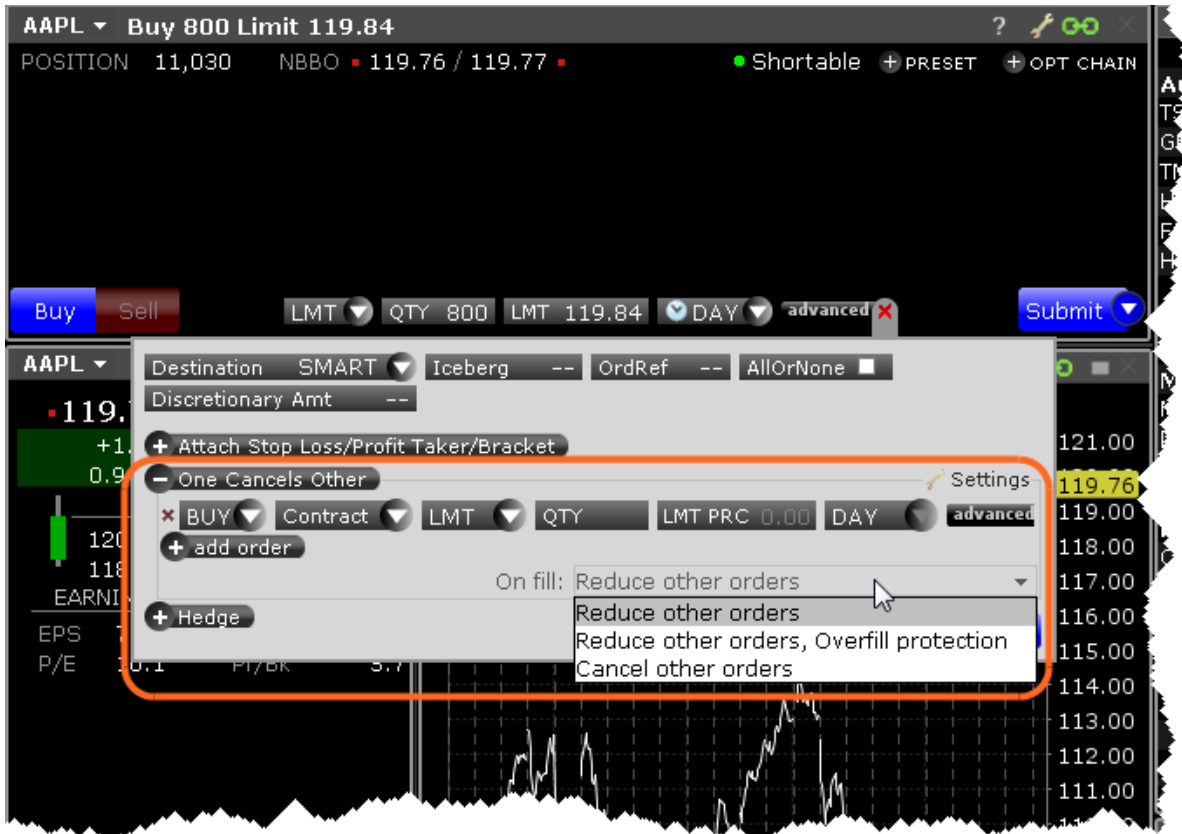 AAPL Buy 800 Limit 119.84 ?
POSITION 11,030 NBBO 119.76 / 119.77 Shortable + PRESET + OPT CHAIN
Buy Sell LMT QTY 800 LMT 119.84 DAY advanced Submit
AAPL
Destination SMART Iceberg -- OrdRef -- AllOrNone
Discretionary Amt --
119.
+1.
0.9
+ Attach Stop Loss/Profit Taker/Bracket
121.00
One Cancels Other Settings
119.76
BUY Contract LMT QTY LMT PRC 0.00 DAY advanced
119.00
+ add order
118.00
On fill: Reduce other orders
117.00
Reduce other orders
Reduce other orders, Overfill protection
Cancel other orders
+ Hedge
116.00
115.00
EPS
P/E
114.00
113.00
112.00
111.00